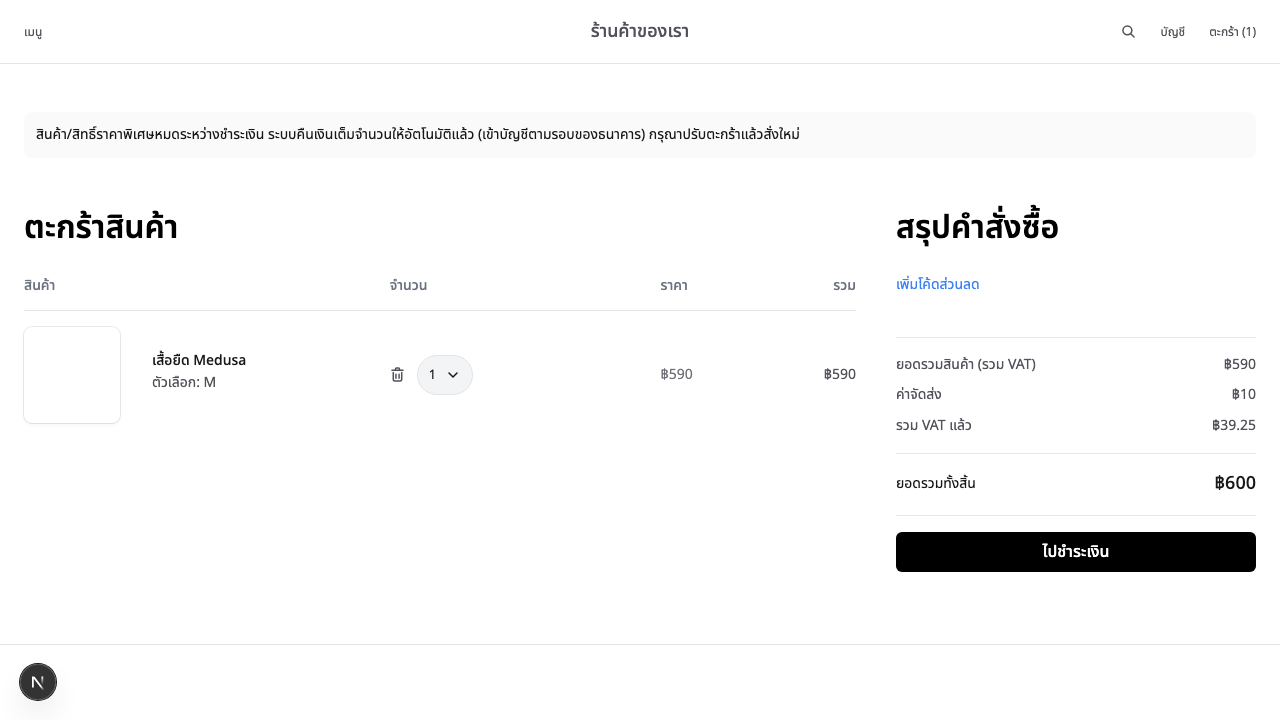 เมนู
ร้านค้าของเรา
บัญชี
ตะกร้า (1)
สินค้า/สิทธิ์ราคาพิเศษหมดระหว่างชำระเงิน ระบบคืนเงินเต็มจำนวนให้อัตโนมัติแล้ว (เข้าบัญชีตามรอบของธนาคาร) กรุณาปรับตะกร้าแล้วสั่งใหม่
ตะกร้าสินค้า
สินค้า จำนวน ราคา รวม
เสื้อยืด Medusa
ตัวเลือก: M
1 ฿590 ฿590
สรุปคำสั่งซื้อ
เพิ่มโค้ดส่วนลด
ยอดรวมสินค้า (รวม VAT) ฿590
ค่าจัดส่ง ฿10
รวม VAT แล้ว ฿39.25
ยอดรวมทั้งสิ้น ฿600
ไปชำระเงิน
N